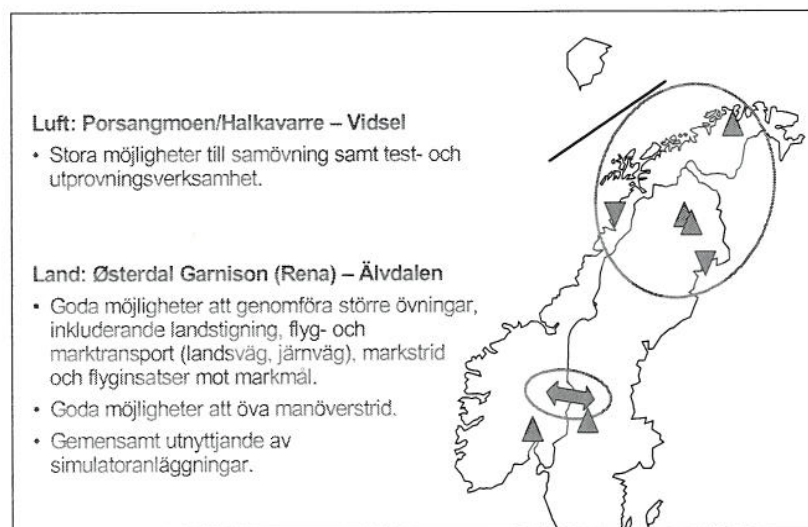 Luft: Porsangmoen/Halkavarre – Vidsel
• Stora möjligheter till samövning samt test- och
utprovningsverksamhet.
Land: Østerdal Garnison (Rena) – Älvdalen
• Goda möjligheter att genomföra större övningar,
inkluderande landstigning, flyg- och
marktransport (landsväg, järnväg), markstrid
och flyginsatser mot markmål.
• Goda möjligheter att öva manöverstrid.
• Gemensamt utnyttjande av
simulatoranläggningar.